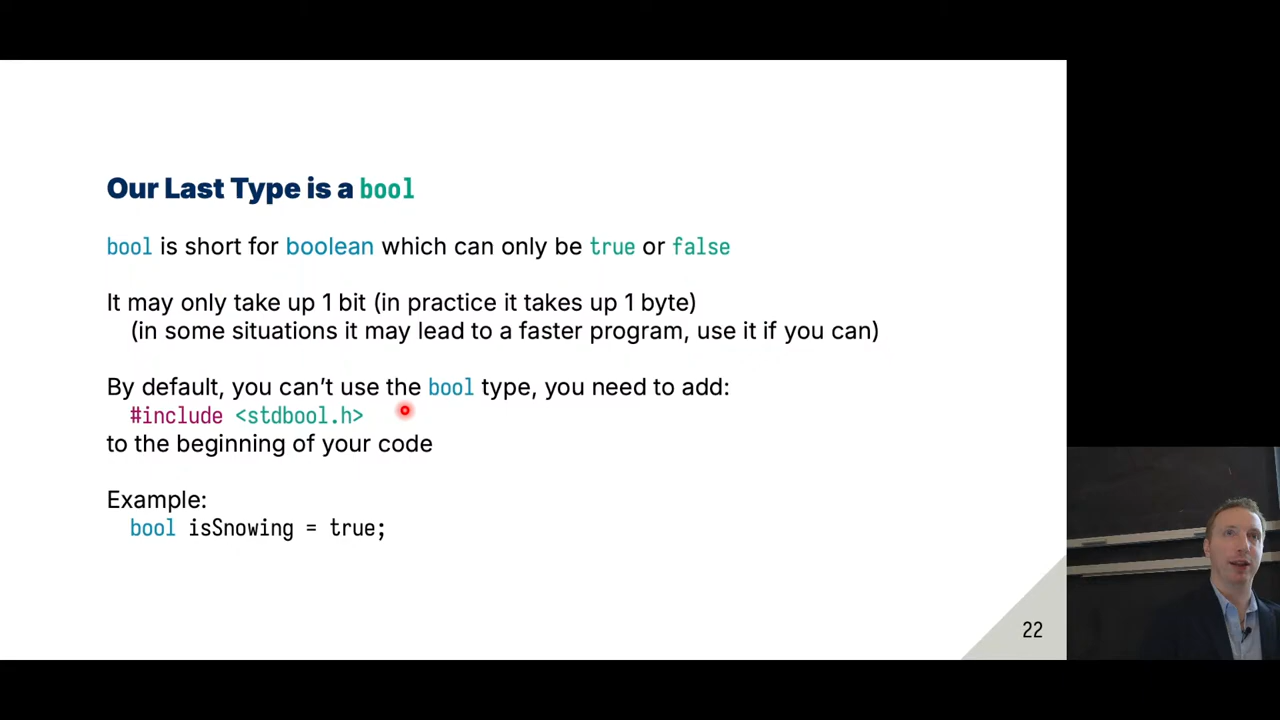 Our Last Type is a bool
bool is short for boolean which can only be true or false
It may only take up 1 bit (in practice it takes up 1 byte)
(in some situations it may lead to a faster program, use it if you can)
By default, you can’t use the bool type, you need to add:
#include <stdbool.h>
to the beginning of your code
Example:
bool isSnowing = true;
22